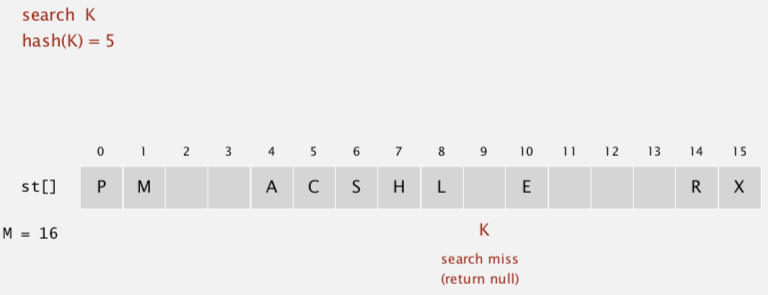 search K
hash(K) = 5
0 1 2 3 4 5 6 7 8 9 10 11 12 13 14 15
st[] P M A C S H L E R X
M = 16
K
search miss
(return null)